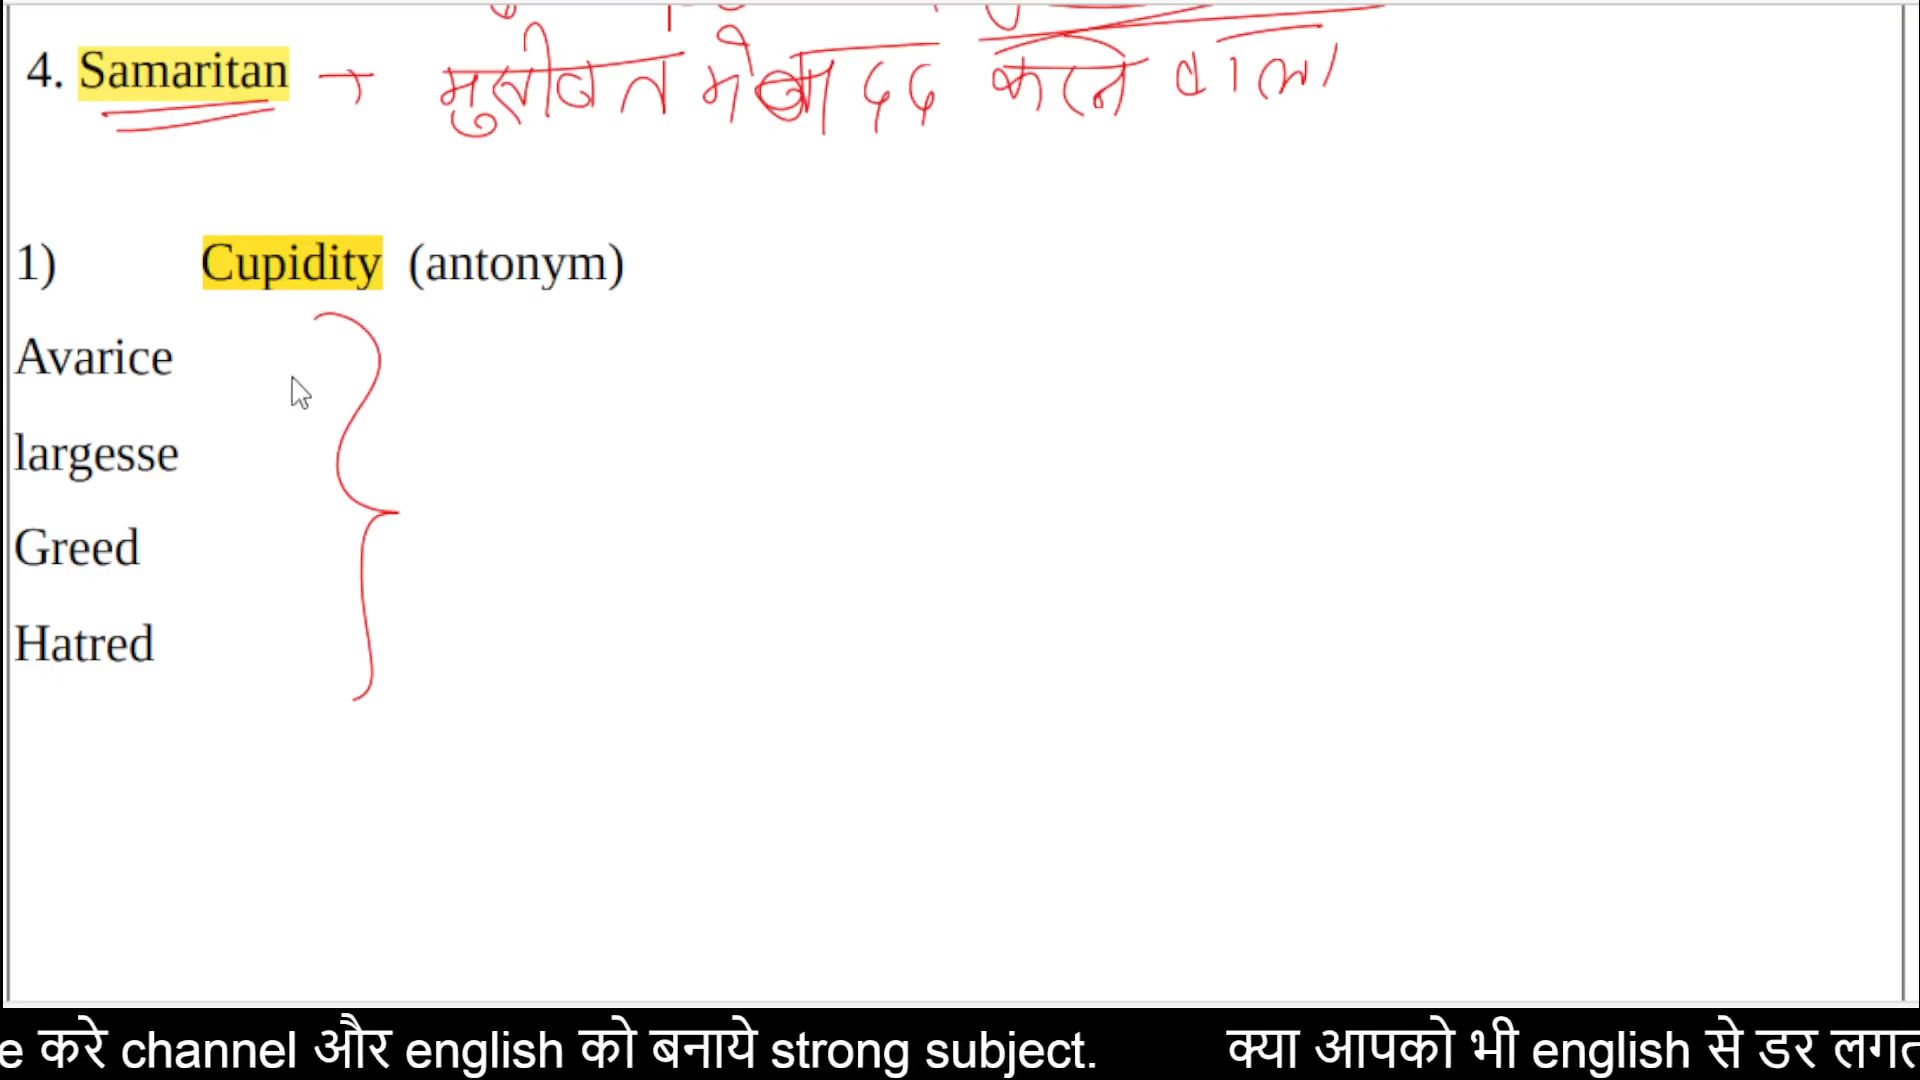 4. Samaritan → मुसीबत मे मदद करने वाला
1) Cupidity (antonym)
Avarice
largesse
Greed
Hatred
e करे channel और english को बनाये strong subject. क्या आपको भी english से डर लगत